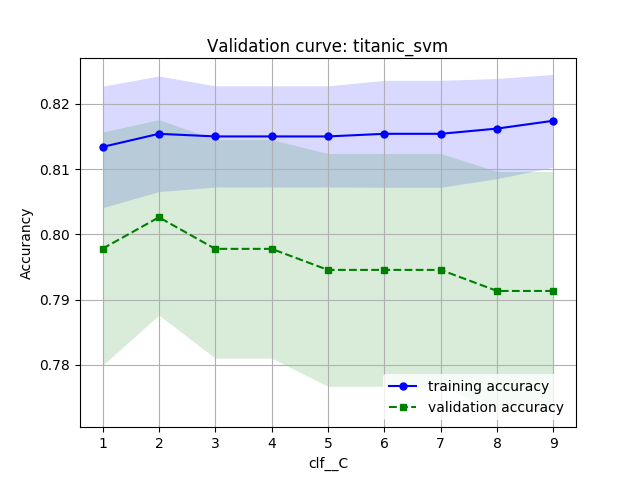 Validation curve: titanic_svm
Accurancy
0.82
0.81
0.80
0.79
0.78
training accuracy
validation accuracy
1 2 3 4 5 6 7 8 9
clf__C